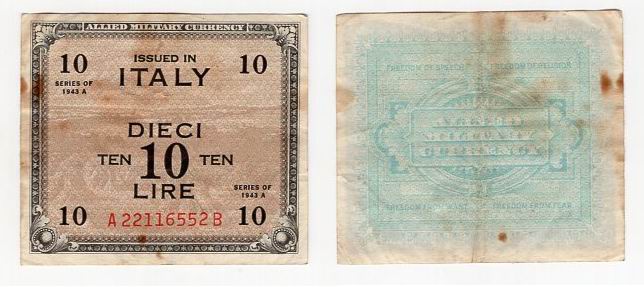 ALLIED MILITARY CURRENCY
10 ISSUED IN 10
ITALY
SERIES OF
1943 A
DIECI
TEN 10 TEN
LIRE
SERIES OF
1943 A
10 A 22116552 B 10
FREEDOM OF SPEECH FREEDOM OF RELIGION
ALLIED
MILITARY
CURRENCY
FREEDOM FROM WANT FREEDOM FROM FEAR